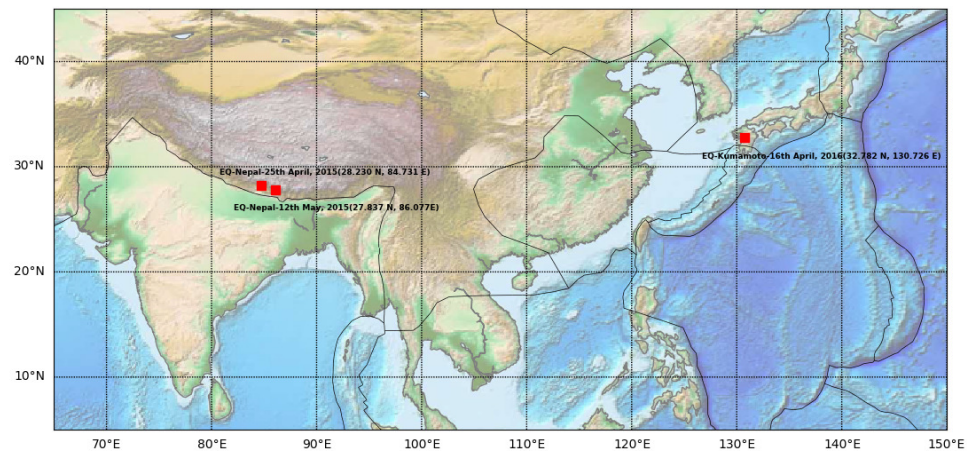 40°N
30°N
EQ-Kumamoto-16th April, 2016(32.782 N, 130.726 E)
EQ-Nepal-25th April, 2015(28.230 N, 84.731 E)
EQ-Nepal-12th May, 2015(27.837 N, 86.077E)
20°N
10°N
70°E 80°E 90°E 100°E 110°E 120°E 130°E 140°E 150°E